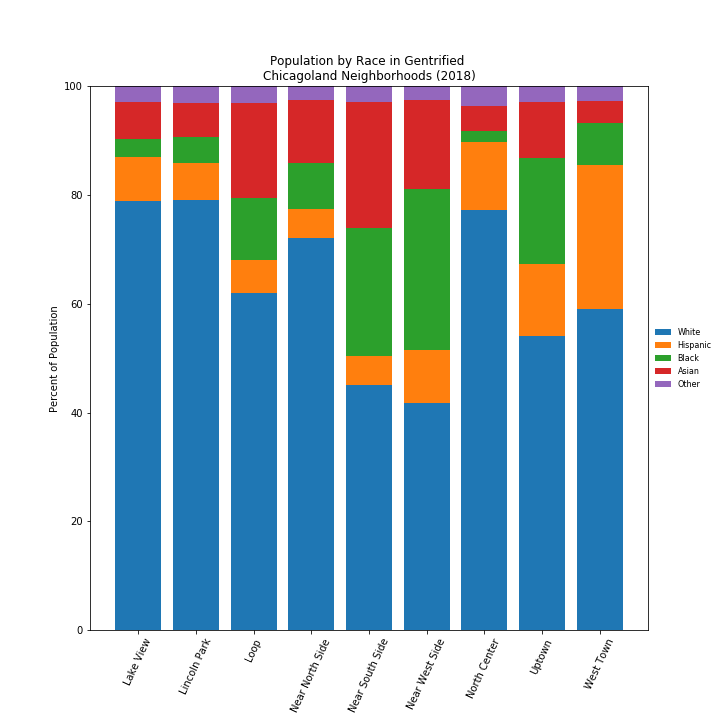 Population by Race in Gentrified
Chicagoland Neighborhoods (2018)
100
80
60
40
20
0
Percent of Population
White
Hispanic
Black
Asian
Other
Lake View
Lincoln Park
Loop
Near North Side
Near South Side
Near West Side
North Center
Uptown
West Town